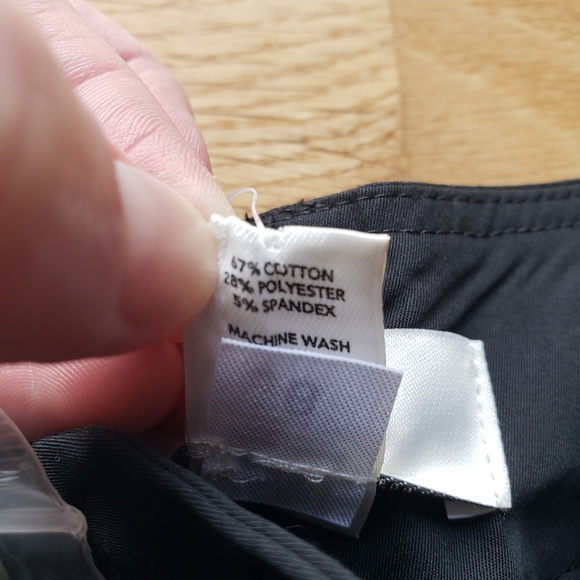 67% COTTON
28% POLYESTER
5% SPANDEX
MACHINE WASH